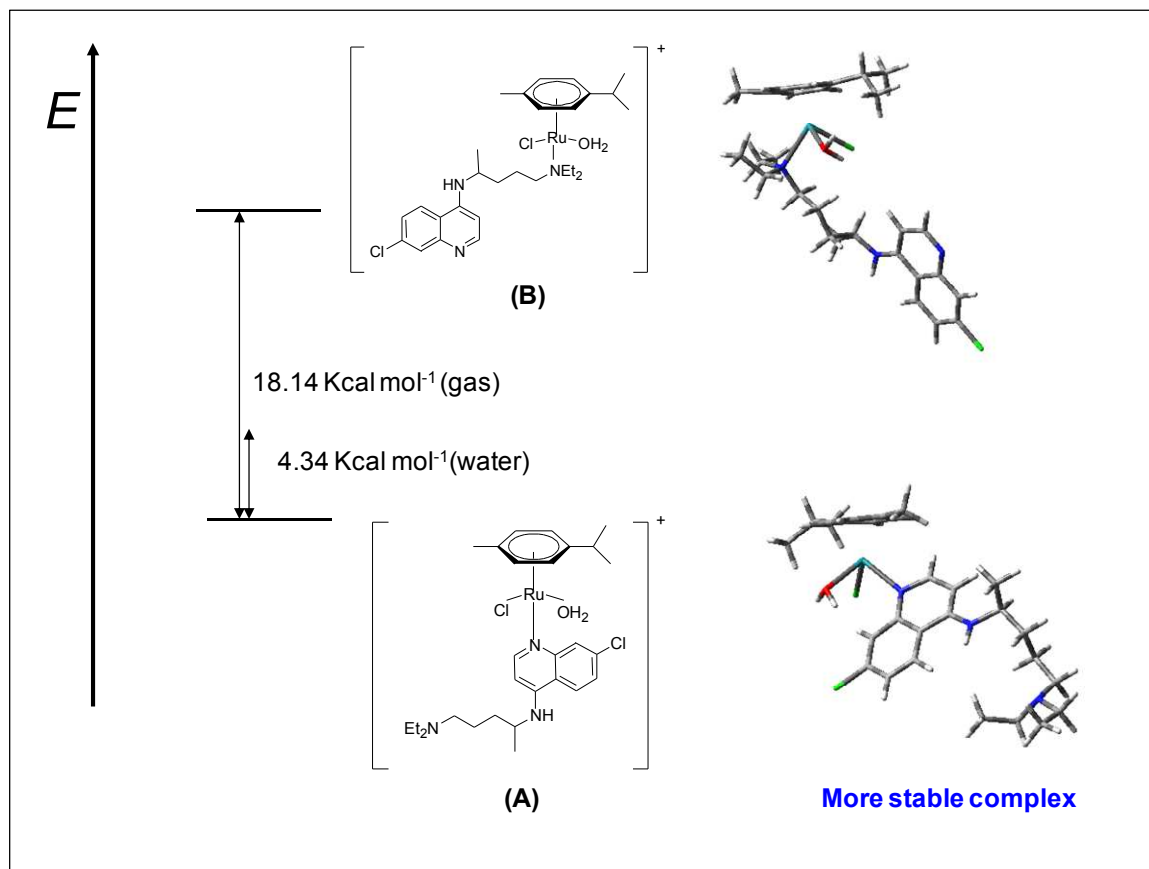 E
+
Cl
Ru
OH2
HN
NEt2
Cl
N
(B)
18.14 Kcal mol-1 (gas)
4.34 Kcal mol-1 (water)
+
Ru
Cl
OH2
N
Cl
Et2N
NH
(A)
More stable complex